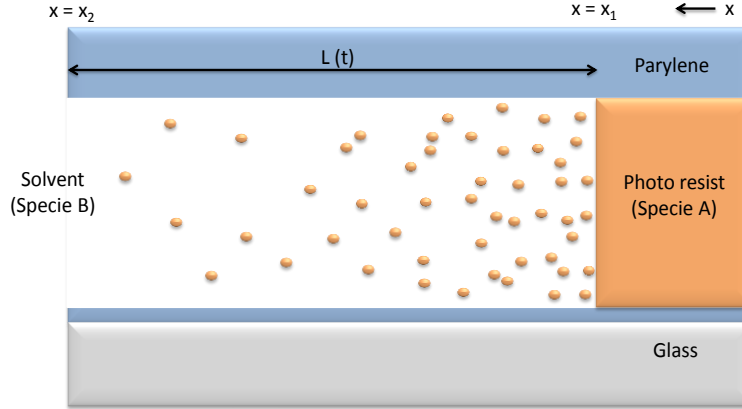 x = x₂
x = x₁
x
L (t)
Parylene
Solvent
(Specie B)
Photo resist
(Specie A)
Glass